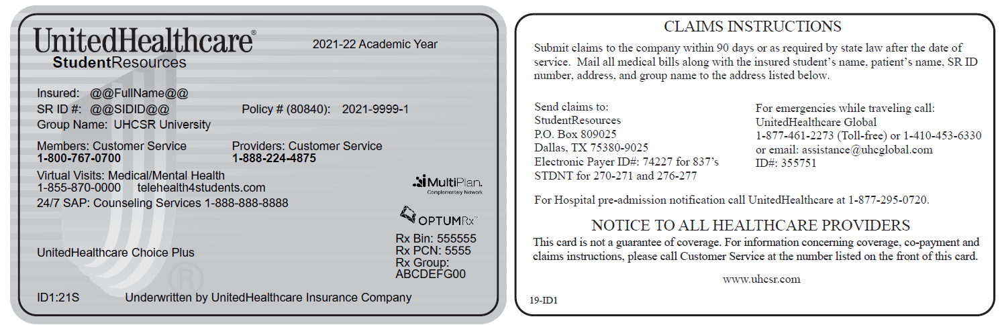 UnitedHealthcare®
StudentResources
2021-22 Academic Year
Insured: @@FullName@@
SR ID #: @@SIDID@@ Policy # (80840): 2021-9999-1
Group Name: UHCSR University
Members: Customer Service Providers: Customer Service
1-800-767-0700 1-888-224-4875
Virtual Visits: Medical/Mental Health
1-855-870-0000 telehealth4students.com
24/7 SAP: Counseling Services 1-888-888-8888
MultiPlan.
Complementary Network
OPTUMRx™
Rx Bin: 555555
Rx PCN: 5555
Rx Group:
ABCDEFG00
UnitedHealthcare Choice Plus
®
ID1:21S Underwritten by UnitedHealthcare Insurance Company
CLAIMS INSTRUCTIONS
Submit claims to the company within 90 days or as required by state law after the date of
service. Mail all medical bills along with the insured student's name, patient's name, SR ID
number, address, and group name to the address listed below.
Send claims to:
StudentResources
P.O. Box 809025
Dallas, TX 75380-9025
Electronic Payer ID#: 74227 for 837's
STDNT for 270-271 and 276-277
For emergencies while traveling call:
UnitedHealthcare Global
1-877-461-2273 (Toll-free) or 1-410-453-6330
or email: assistance@uhcglobal.com
ID#: 355751
For Hospital pre-admission notification call UnitedHealthcare at 1-877-295-0720.
NOTICE TO ALL HEALTHCARE PROVIDERS
This card is not a guarantee of coverage. For information concerning coverage, co-payment and
claims instructions, please call Customer Service at the number listed on the front of this card.
www.uhcsr.com
19-ID1